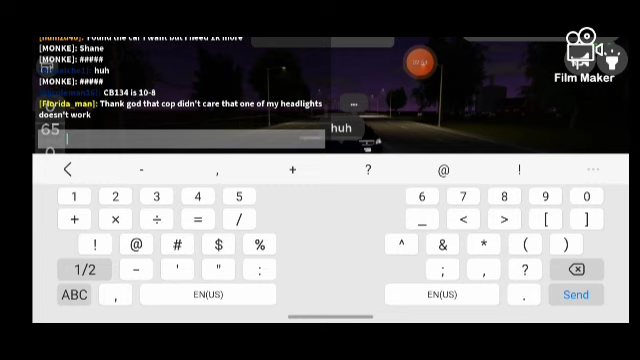 Found the car I want but I need 2k more
[MONKE]: Shane
[MONKE]: #####
huh
[MONKE]: #####
CB134 is 10-8
[Florida_man]: Thank god that cop didn't care that one of my headlights
doesn't work
65
huh
...
Film Maker
- , + ? @ ! ...
1 2 3 4 5 6 7 8 9 0
+ × ÷ = / _ < > [ ]
! @ # $ % ^ & * ( )
1/2 - ' " : ; , ?
ABC , EN(US) EN(US) . Send